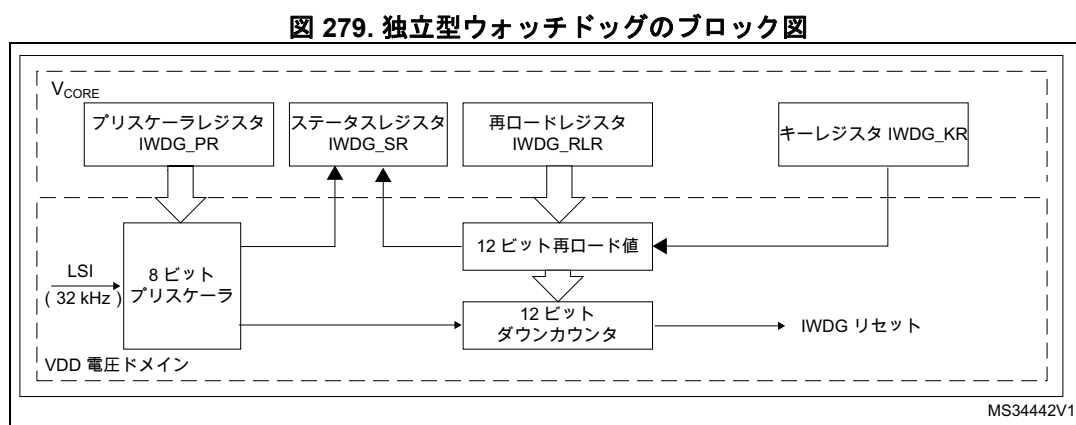 図 279. 独立型ウォッチドッグのブロック図
VCORE
プリスケーラレジスタ
IWDG_PR
ステータスレジスタ
IWDG_SR
再ロードレジスタ
IWDG_RLR
キーレジスタ IWDG_KR
LSI
( 32 kHz )
8 ビット
プリスケーラ
12 ビット再ロード値
12 ビット
ダウンカウンタ
IWDG リセット
VDD 電圧ドメイン
MS34442V1